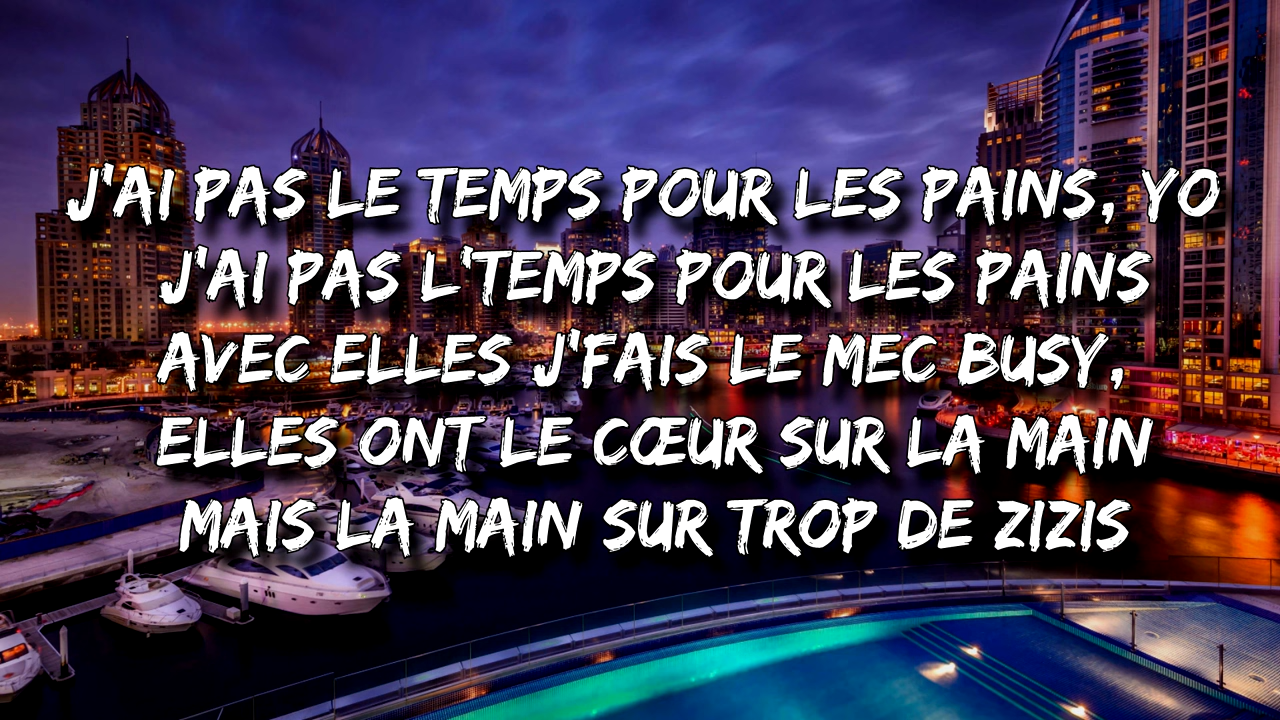 J'AI PAS LE TEMPS POUR LES PAINS, YO
J'AI PAS L'TEMPS POUR LES PAINS
AVEC ELLES J'FAIS LE MEC BUSY,
ELLES ONT LE CŒUR SUR LA MAIN
MAIS LA MAIN SUR TROP DE ZIZIS